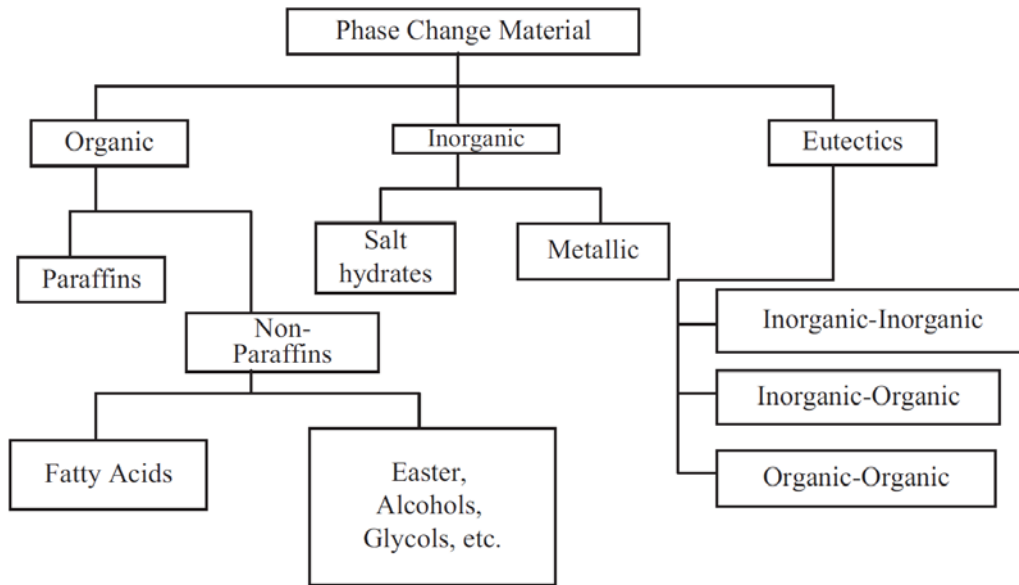 Phase Change Material
Organic
Inorganic
Eutectics
Salt
hydrates
Metallic
Paraffins
Non-
Paraffins
Inorganic-Inorganic
Inorganic-Organic
Organic-Organic
Fatty Acids
Easter,
Alcohols,
Glycols, etc.